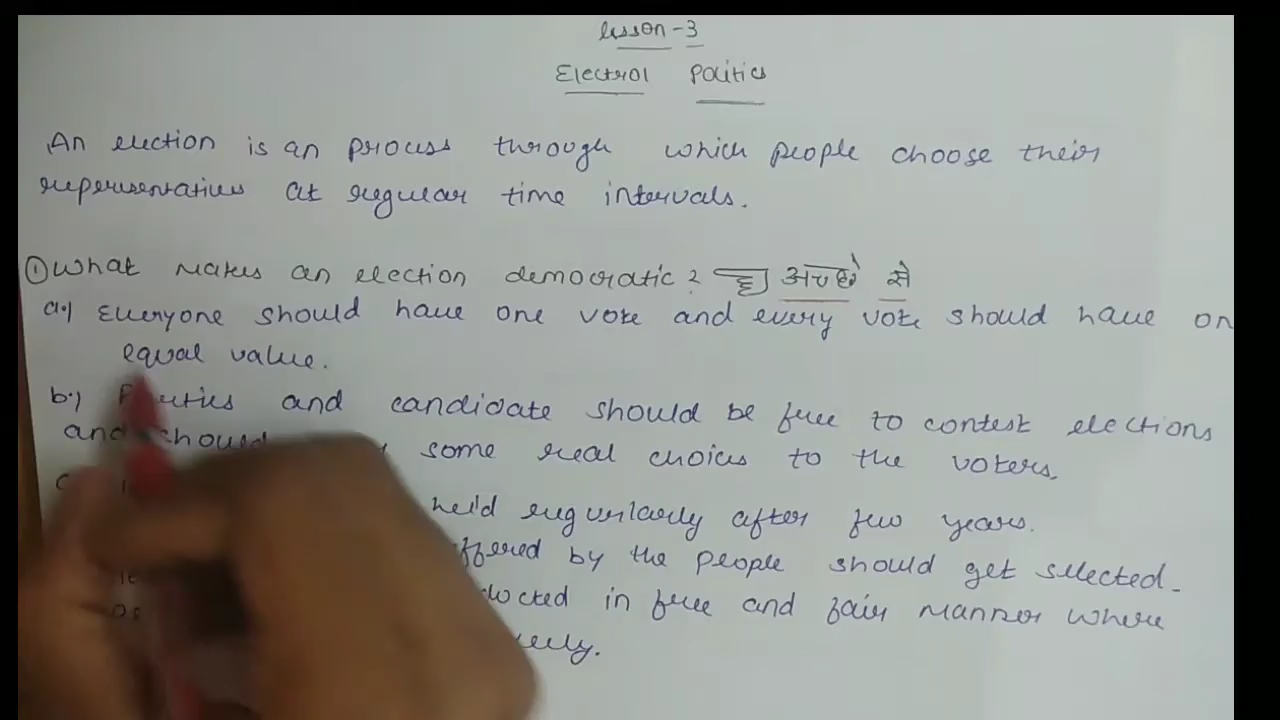 lesson-3
Electrol Politics
An election is an process through which people choose their
representatives at regular time intervals.
① What makes an election democratic? अच्छे से
a.) Everyone should have one vote and every vote should have on
equal value.
b.) Parties and candidate should be free to contest elections
and should some real choices to the voters.
held regularly after few years.
offered by the people should get selected.
in free and fair manner where